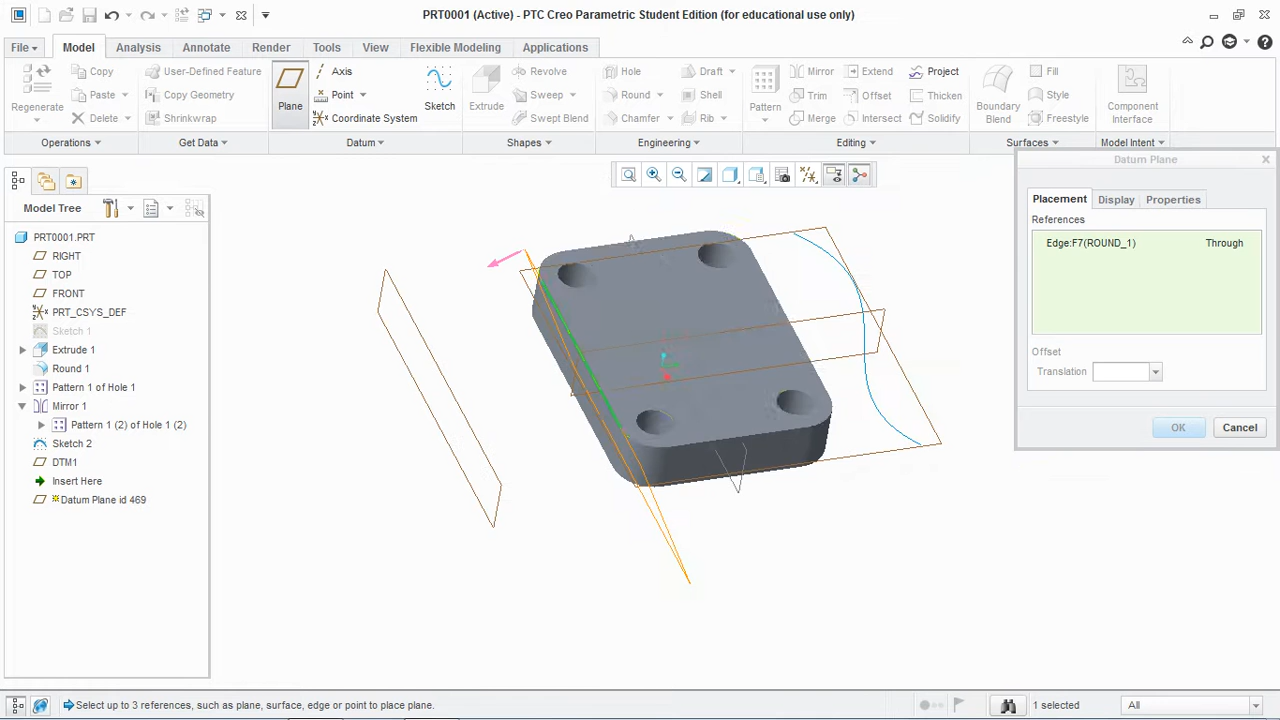 PRT0001 (Active) - PTC Creo Parametric Student Edition (for educational use only)
File Model Analysis Annotate Render Tools View Flexible Modeling Applications
Regenerate
Copy
Paste
Delete
User-Defined Feature
Copy Geometry
Shrinkwrap
Plane
Axis
Point
Coordinate System
Sketch
Extrude
Revolve
Sweep
Swept Blend
Hole
Round
Chamfer
Draft
Shell
Rib
Pattern
Mirror
Trim
Merge
Extend
Offset
Intersect
Project
Thicken
Solidify
Boundary
Blend
Fill
Style
Freestyle
Component
Interface
Operations Get Data Datum Shapes Engineering Editing Surfaces Model Intent
Model Tree
PRT0001.PRT
RIGHT
TOP
FRONT
PRT_CSYS_DEF
Sketch 1
Extrude 1
Round 1
Pattern 1 of Hole 1
Mirror 1
Pattern 1 (2) of Hole 1 (2)
Sketch 2
DTM1
Insert Here
Datum Plane id 469
Datum Plane
Placement Display Properties
References
Edge:F7(ROUND_1) Through
Offset
Translation
OK Cancel
Select up to 3 references, such as plane, surface, edge or point to place plane.
1 selected
All